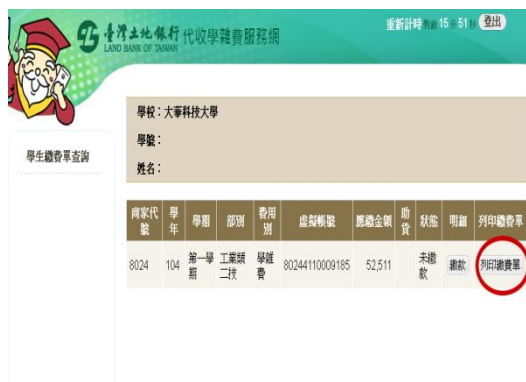 臺灣土地銀行 代收學雜費服務網
LAND BANK OF TAIWAN
重新計時 剩餘 15 分 51 秒 登出
學生繳費單查詢
學校：大華科技大學
學號：
姓名：
商家代號 學年 學期 部別 費用別 虛擬帳號 應繳金額 助貸 狀態 明細 列印繳費單
8024 104 第一學期 工業類二技 學雜費 80244110009185 52,511 未繳款 繳款 列印繳費單